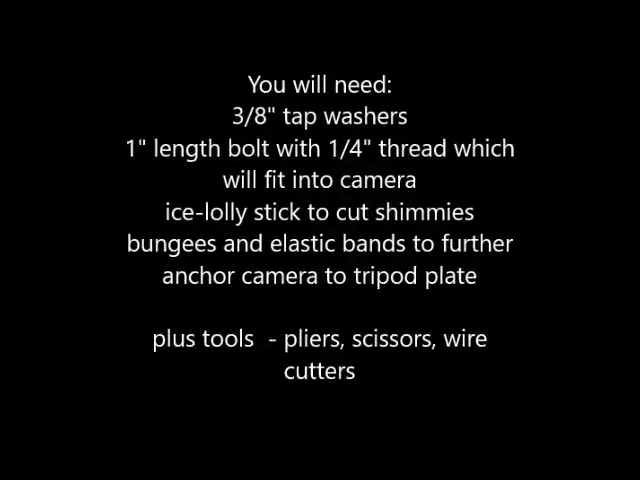 You will need:
3/8" tap washers
1" length bolt with 1/4" thread which
will fit into camera
ice-lolly stick to cut shimmies
bungees and elastic bands to further
anchor camera to tripod plate
plus tools  - pliers, scissors, wire
cutters